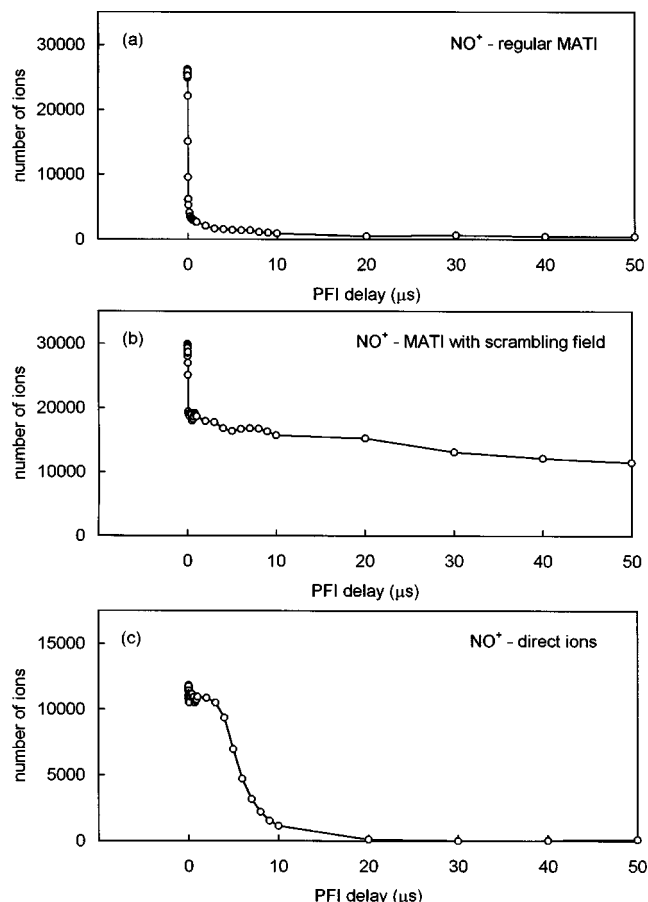 (a)
NO⁺ - regular MATI
30000
20000
10000
0
number of ions
0 10 20 30 40 50
PFI delay (µs)
(b)
NO⁺ - MATI with scrambling field
30000
20000
10000
0
number of ions
0 10 20 30 40 50
PFI delay (µs)
(c)
NO⁺ - direct ions
15000
10000
5000
0
number of ions
0 10 20 30 40 50
PFI delay (µs)